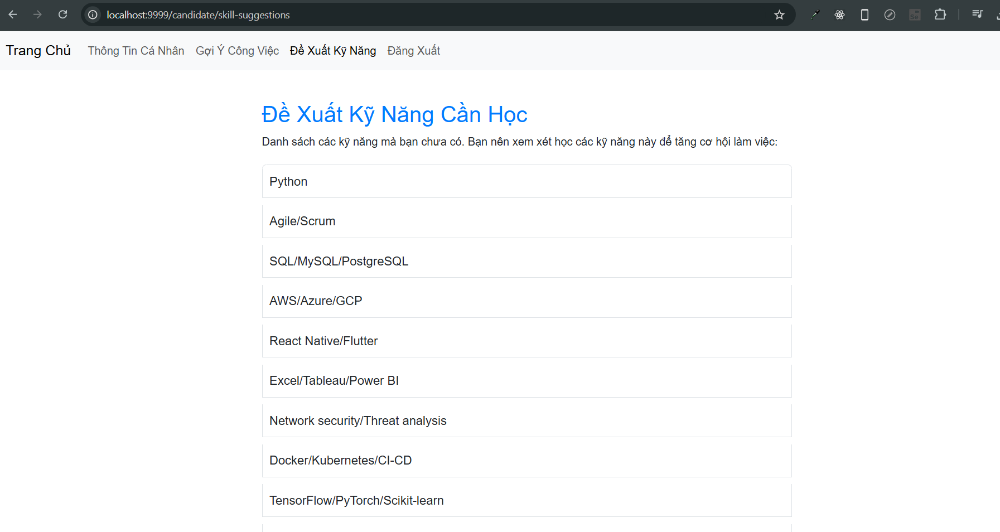 localhost:9999/candidate/skill-suggestions
Trang Chủ Thông Tin Cá Nhân Gợi Ý Công Việc Đề Xuất Kỹ Năng Đăng Xuất
Đề Xuất Kỹ Năng Cần Học
Danh sách các kỹ năng mà bạn chưa có. Bạn nên xem xét học các kỹ năng này để tăng cơ hội làm việc:
Python
Agile/Scrum
SQL/MySQL/PostgreSQL
AWS/Azure/GCP
React Native/Flutter
Excel/Tableau/Power BI
Network security/Threat analysis
Docker/Kubernetes/CI-CD
TensorFlow/PyTorch/Scikit-learn